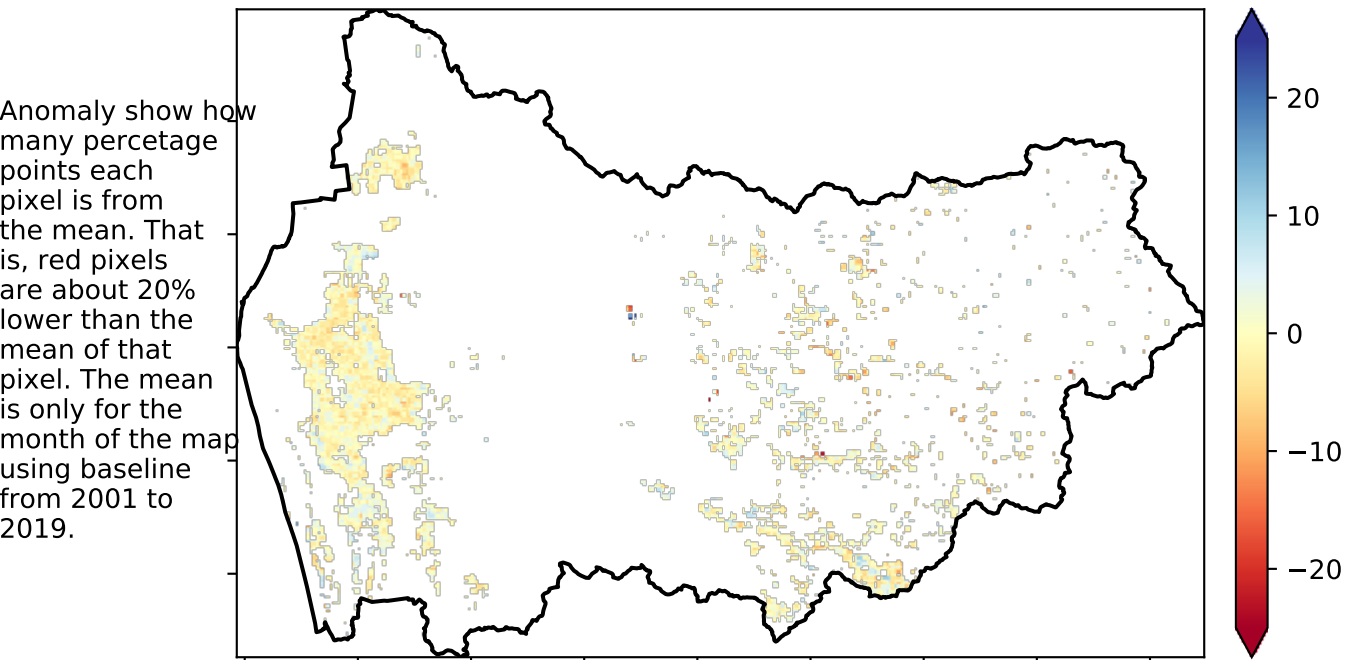 Anomaly show how
many percetage
points each
pixel is from
the mean. That
is, red pixels
are about 20%
lower than the
mean of that
pixel. The mean
is only for the
month of the map
using baseline
from 2001 to
2019.
20
10
0
−10
−20